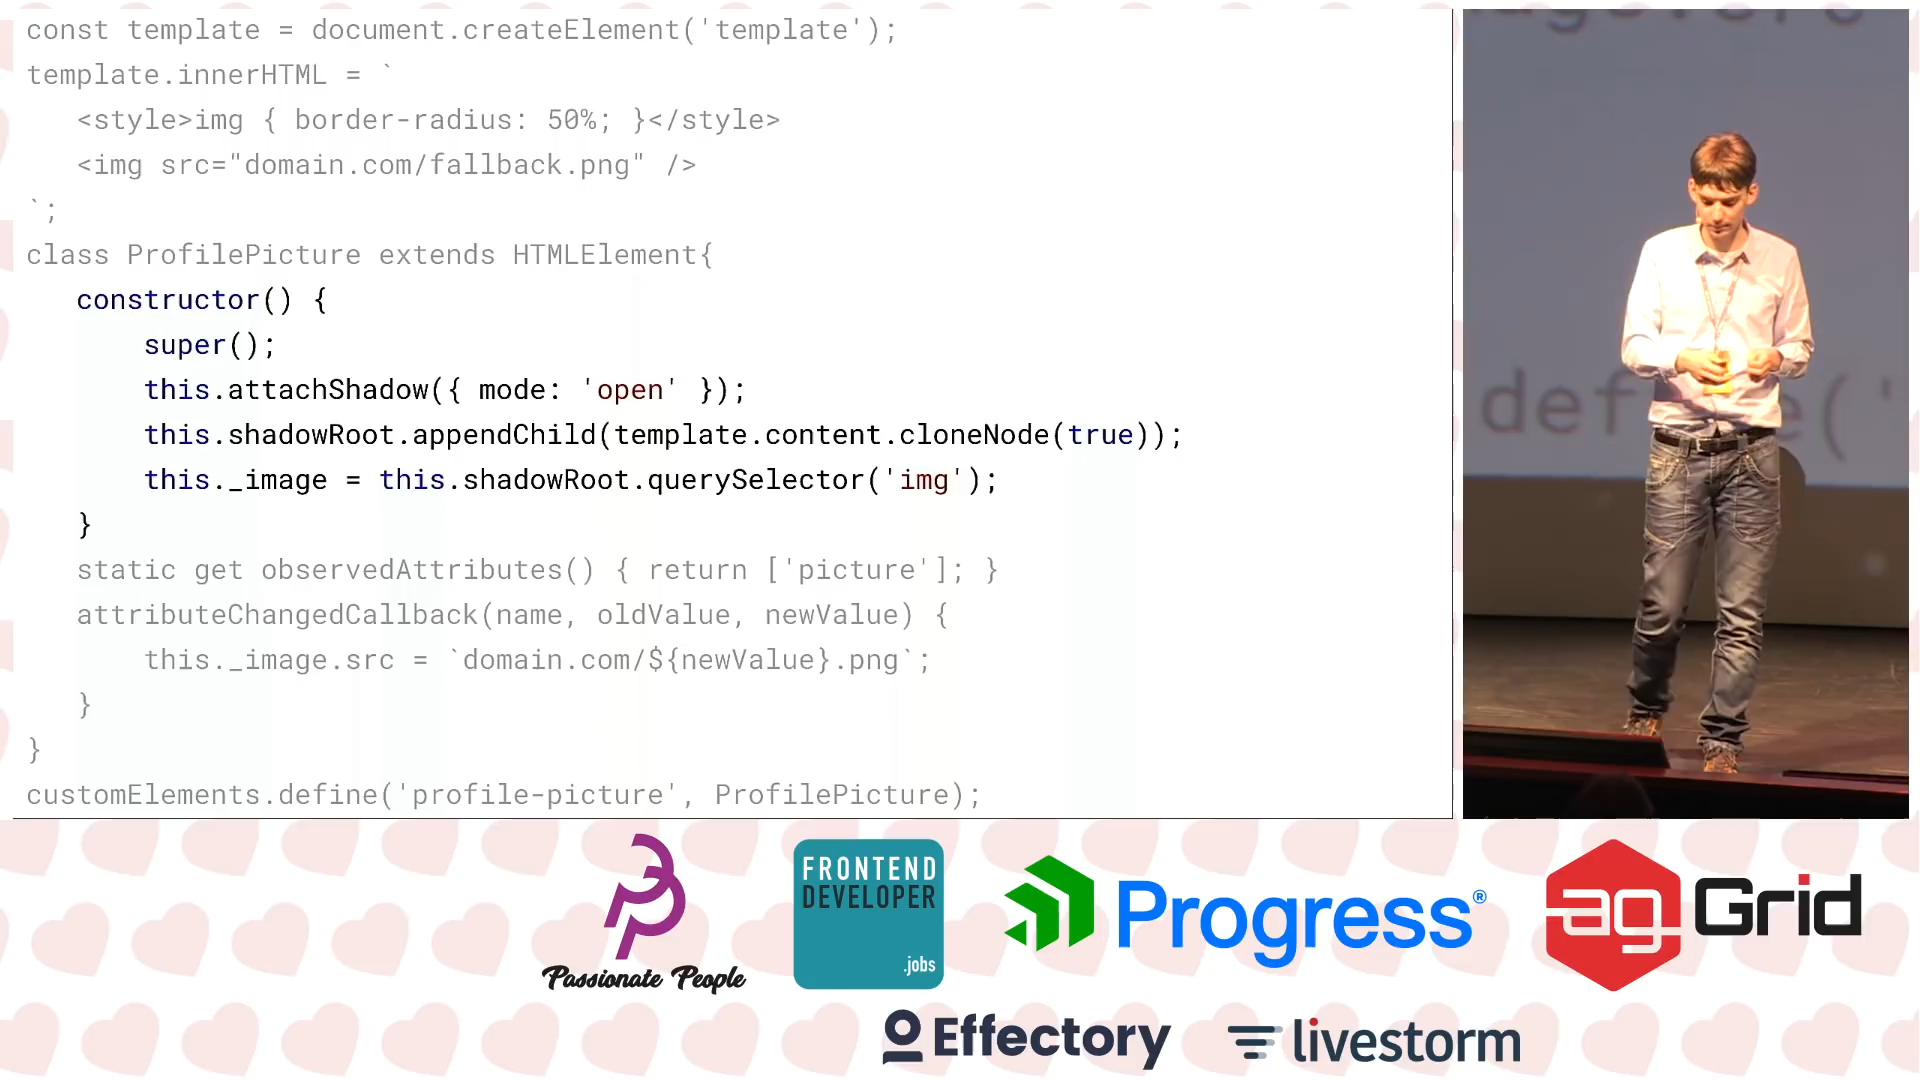 const template = document.createElement('template');
template.innerHTML = `
<style>img { border-radius: 50%; }</style>
<img src="domain.com/fallback.png" />
`;
class ProfilePicture extends HTMLElement{
constructor() {
super();
this.attachShadow({ mode: 'open' });
this.shadowRoot.appendChild(template.content.cloneNode(true));
this._image = this.shadowRoot.querySelector('img');
}
static get observedAttributes() { return ['picture']; }
attributeChangedCallback(name, oldValue, newValue) {
this._image.src = `domain.com/${newValue}.png`;
}
}
customElements.define('profile-picture', ProfilePicture);
define('
Passionate People
FRONTEND
DEVELOPER
.jobs
Progress®
ag Grid
Effectory
livestorm